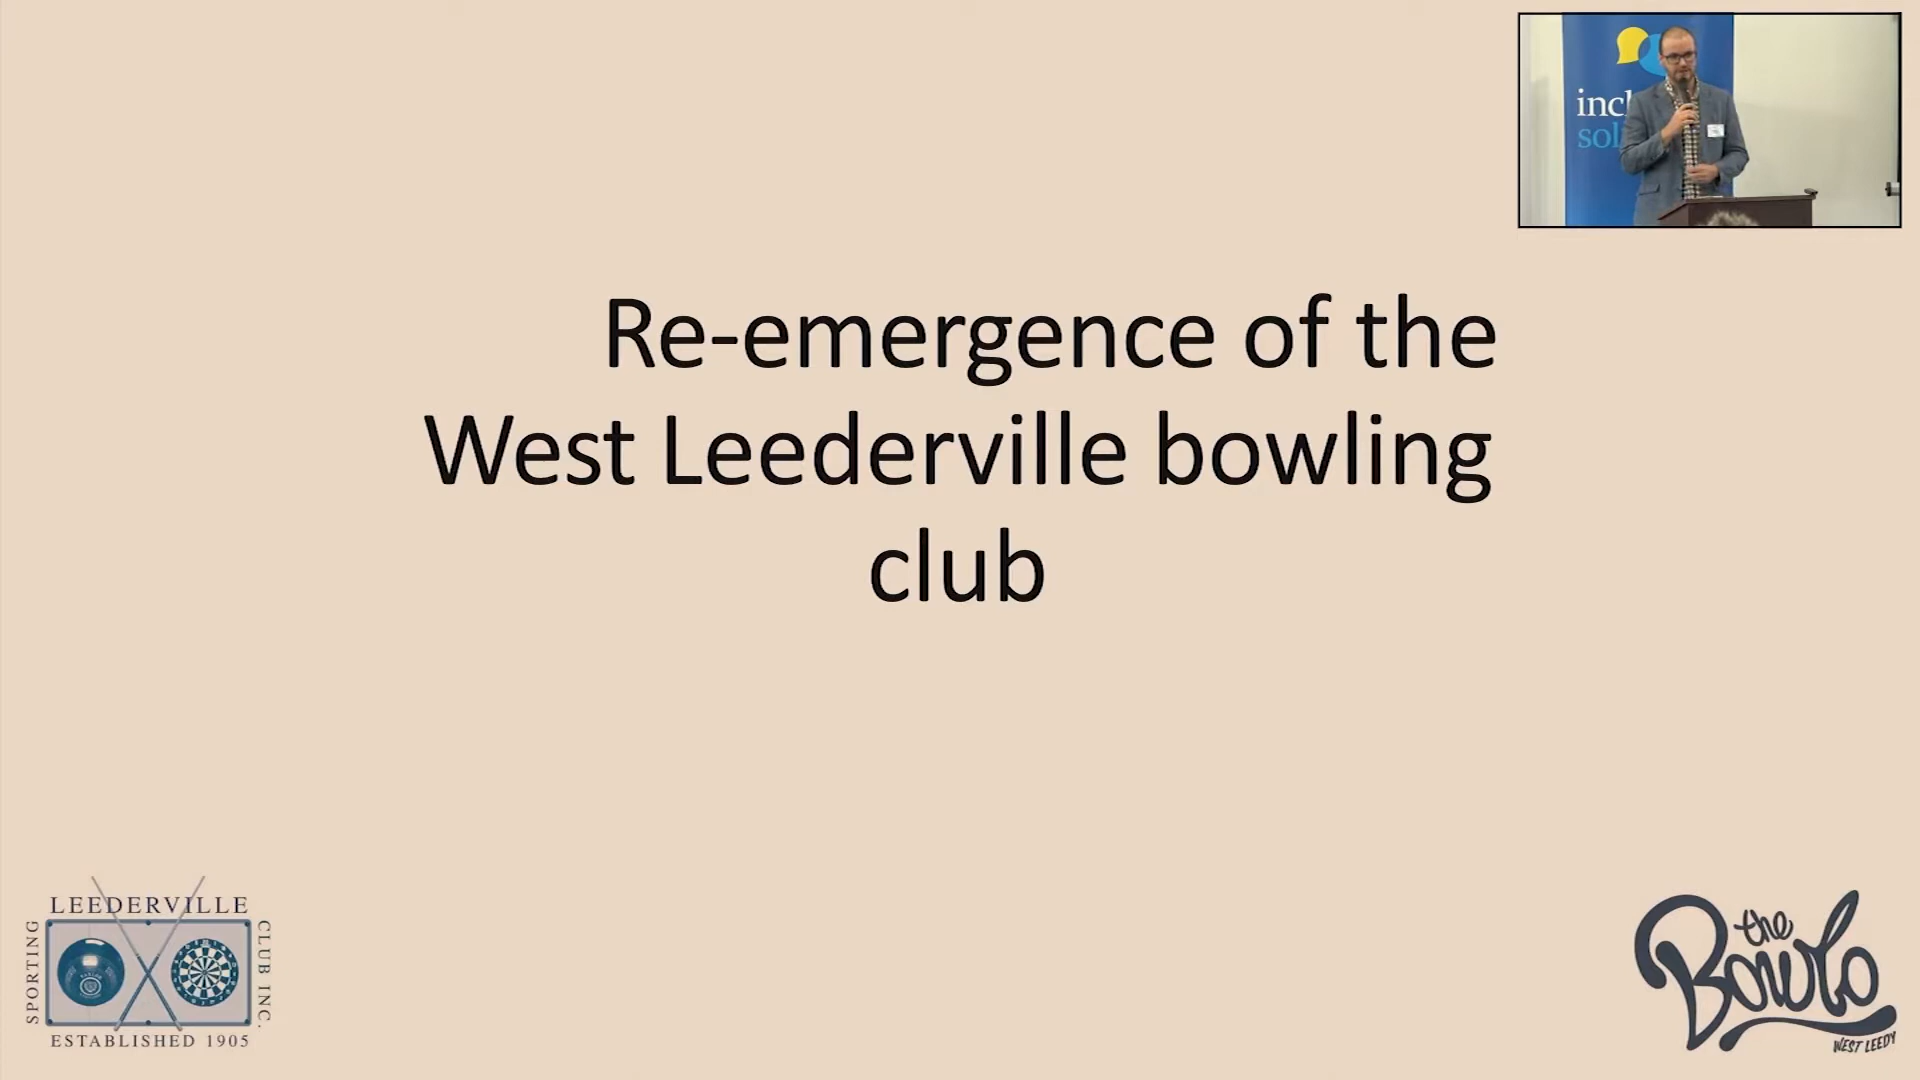 Re-emergence of the
West Leederville bowling
club
LEEDERVILLE
SPORTING
CLUB INC.
ESTABLISHED 1905
the
Bowlo
WEST LEEDY